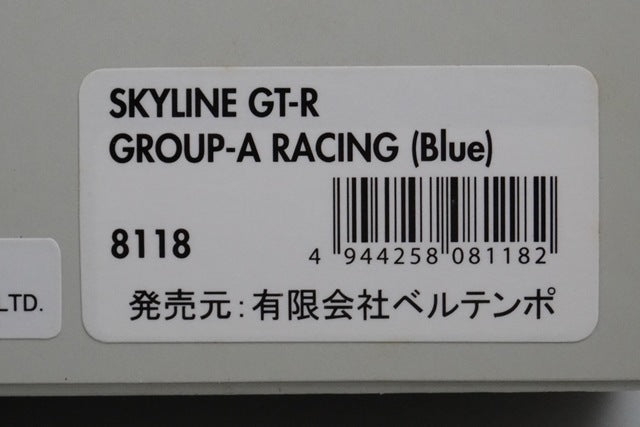 SKYLINE GT-R
GROUP-A RACING (Blue)
8118
4 944258 081182
LTD.
発売元:有限会社ベルテンポ